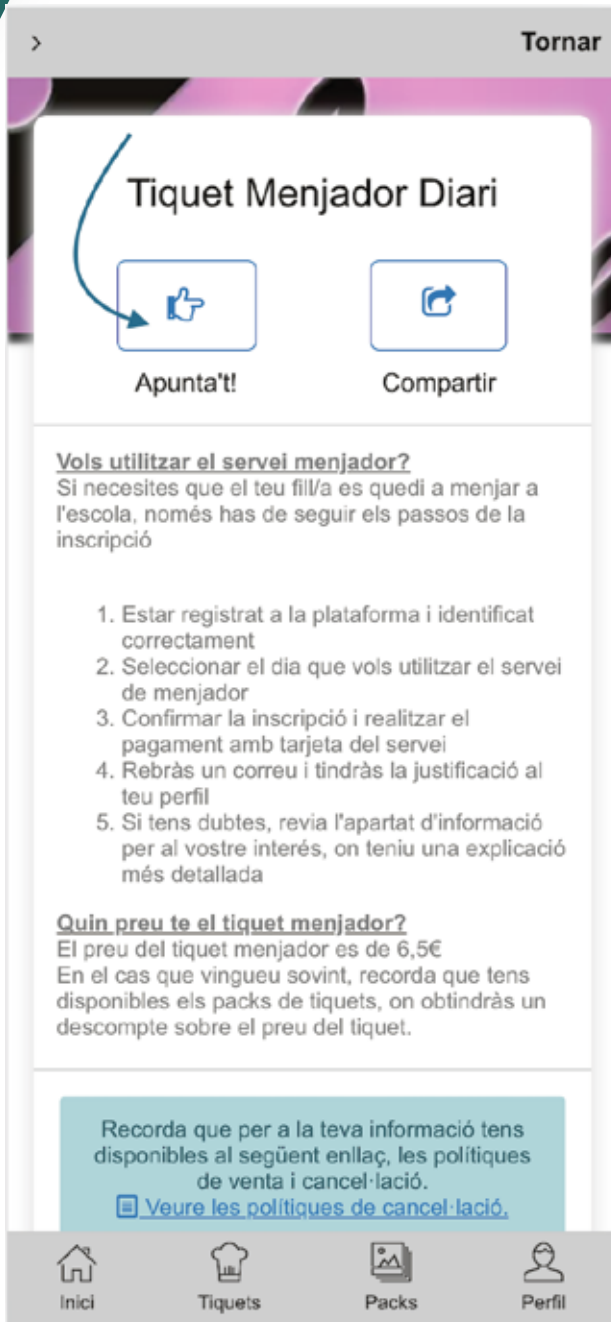 Tornar
Tiquet Menjador Diari
Apunta't!
Compartir
Vols utilitzar el servei menjador?
Si necesites que el teu fill/a es quedi a menjar a
l'escola, només has de seguir els passos de la
inscripció
1. Estar registrat a la plataforma i identificat
correctament
2. Seleccionar el dia que vols utilitzar el servei
de menjador
3. Confirmar la inscripció i realitzar el
pagament amb tarjeta del servei
4. Rebràs un correu i tindràs la justificació al
teu perfil
5. Si tens dubtes, revia l'apartat d'informació
per al vostre interés, on teniu una explicació
més detallada
Quin preu te el tiquet menjador?
El preu del tiquet menjador es de 6,5€
En el cas que vingueu sovint, recorda que tens
disponibles els packs de tiquets, on obtindràs un
descompte sobre el preu del tiquet.
Recorda que per a la teva informació tens
disponibles al següent enllaç, les polítiques
de venta i cancel·lació.
Veure les polítiques de cancel·lació.
Inici
Tiquets
Packs
Perfil